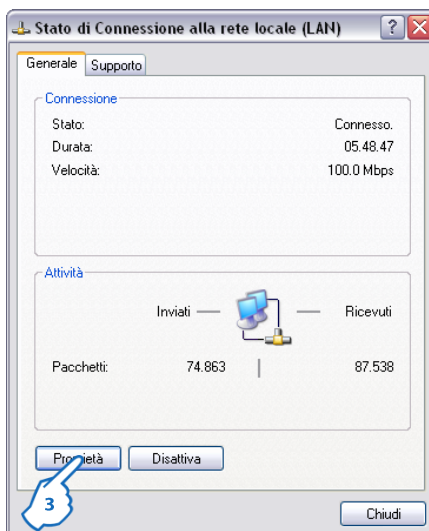 Stato di Connessione alla rete locale (LAN)
Generale Supporto
Connessione
Stato: Connesso.
Durata: 05.48.47
Velocità: 100.0 Mbps
Attività
Inviati Ricevuti
Pacchetti: 74.863 87.538
Proprietà Disattiva
3
Chiudi